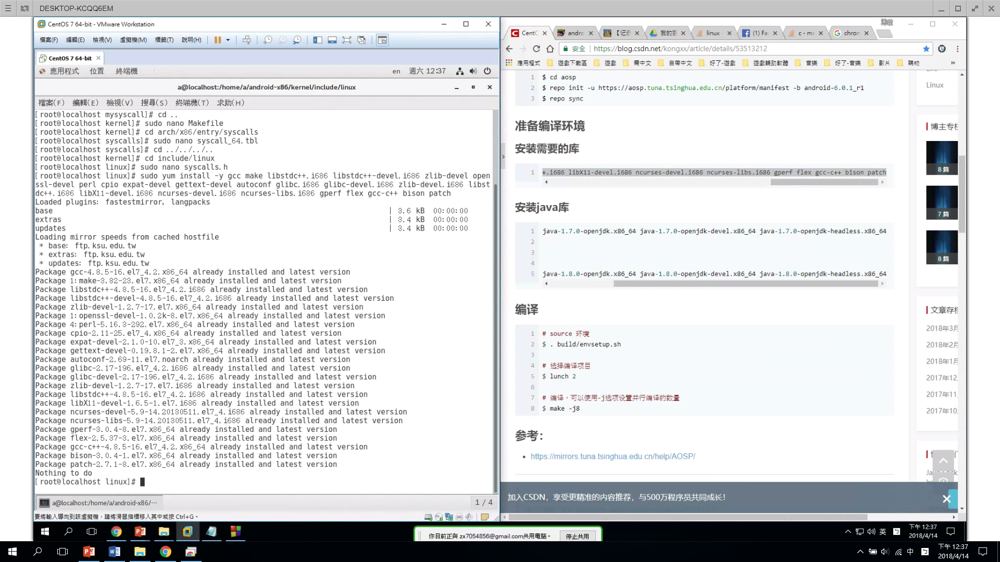 DESKTOP-KCQQ6EM
CentOS 7 64-bit - VMware Workstation
檔案(F) 編輯(E) 檢視(V) 虛擬機(M) 標籤(T) 說明(H)
CentOS 7 64-bit
應用程式 位置 終端機 en 週六 12:37
a@localhost:/home/a/android-x86/kernel/include/linux
檔案(F) 編輯(E) 檢視(V) 搜尋(S) 終端機(T) 求助(H)
[root@localhost mysyscall]# cd ..
[root@localhost kernel]# sudo nano Makefile
[root@localhost kernel]# cd arch/x86/entry/syscalls
[root@localhost syscalls]# sudo nano syscall_64.tbl
[root@localhost syscalls]# cd ../../../..
[root@localhost kernel]# cd include/linux
[root@localhost linux]# sudo nano syscalls.h
[root@localhost linux]# sudo yum install -y gcc make libstdc++.i686 libstdc++-devel.i686 zlib-devel open
ssl-devel perl cpio expat-devel gettext-devel autoconf glibc.i686 glibc-devel.i686 zlib-devel.i686 libst
dc++.i686 libX11-devel.i686 ncurses-devel.i686 ncurses-libs.i686 gperf flex gcc-c++ bison patch
Loaded plugins: fastestmirror, langpacks
base | 3.6 kB 00:00:00
extras | 3.4 kB 00:00:00
updates | 3.4 kB 00:00:00
Loading mirror speeds from cached hostfile
* base: ftp.ksu.edu.tw
* extras: ftp.ksu.edu.tw
* updates: ftp.ksu.edu.tw
Package gcc-4.8.5-16.el7_4.2.x86_64 already installed and latest version
Package 1:make-3.82-23.el7.x86_64 already installed and latest version
Package libstdc++-4.8.5-16.el7_4.2.i686 already installed and latest version
Package libstdc++-devel-4.8.5-16.el7_4.2.i686 already installed and latest version
Package zlib-devel-1.2.7-17.el7.x86_64 already installed and latest version
Package 1:openssl-devel-1.0.2k-8.el7.x86_64 already installed and latest version
Package 4:perl-5.16.3-292.el7.x86_64 already installed and latest version
Package cpio-2.11-25.el7_4.x86_64 already installed and latest version
Package expat-devel-2.1.0-10.el7_3.x86_64 already installed and latest version
Package gettext-devel-0.19.8.1-2.el7.x86_64 already installed and latest version
Package autoconf-2.69-11.el7.noarch already installed and latest version
Package glibc-2.17-196.el7_4.2.i686 already installed and latest version
Package glibc-devel-2.17-196.el7_4.2.i686 already installed and latest version
Package zlib-devel-1.2.7-17.el7.i686 already installed and latest version
Package libstdc++-4.8.5-16.el7_4.2.i686 already installed and latest version
Package libX11-devel-1.6.5-1.el7.i686 already installed and latest version
Package ncurses-devel-5.9-14.20130511.el7_4.i686 already installed and latest version
Package ncurses-libs-5.9-14.20130511.el7_4.i686 already installed and latest version
Package gperf-3.0.4-8.el7.x86_64 already installed and latest version
Package flex-2.5.37-3.el7.x86_64 already installed and latest version
Package gcc-c++-4.8.5-16.el7_4.2.x86_64 already installed and latest version
Package bison-3.0.4-1.el7.x86_64 already installed and latest version
Package patch-2.7.1-8.el7.x86_64 already installed and latest version
Nothing to do
[root@localhost linux]#
a@localhost:/home/a/android-x86/··· 1 / 4
要將輸入導向到該虛擬機，請將滑鼠指標移入其中或按 Ctrl+G。
CentO andro 【记录 我的雲 linux - (1) Fa c - ma chron
安全 | https://blog.csdn.net/kongxx/article/details/53513212
應用程式 遊戲下載區 遊戲 需中文 自帶中文 好了-遊戲 遊戲輔助軟體 音樂 好了-音樂 影片 購物 »
1 $ cd aosp
2 $ repo init -u https://aosp.tuna.tsinghua.edu.cn/platform/manifest -b android-6.0.1_r1
3 $ repo sync
准备编译环境
安装需要的库
1 +.i686 libX11-devel.i686 ncurses-devel.i686 ncurses-libs.i686 gperf flex gcc-c++ bison patch
安装java库
1 java-1.7.0-openjdk.x86_64 java-1.7.0-openjdk-devel.x86_64 java-1.7.0-openjdk-headless.x86_64
2
3
4
5 java-1.8.0-openjdk.x86_64 java-1.8.0-openjdk-devel.x86_64 java-1.8.0-openjdk-headless.x86_64
编译
1 # source 环境
2 $ . build/envsetup.sh
3
4 # 选择编译项目
5 $ lunch 2
6
7 # 编译，可以使用-j选项设置并行编译的数量
8 $ make -j8
参考:
https://mirrors.tuna.tsinghua.edu.cn/help/AOSP/
Linux
博主专栏
8 篇
7 篇
8 篇
文章存档
2018年3月
2018年2月
2018年1月
2017年12
2017年11
2017年10
加入CSDN，享受更精准的内容推荐，与500万程序员共同成长！
你目前正與 zx7054856@gmail.com共用電腦。 停止共用
英 下午 12:37
2018/4/14
中 下午 12:37
2018/4/14